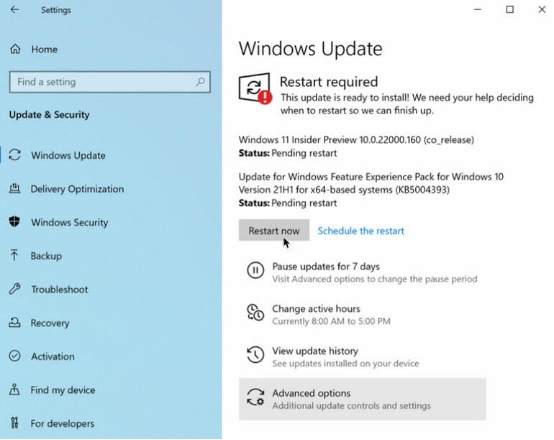 Settings
Home
Find a setting
Update & Security
Windows Update
Delivery Optimization
Windows Security
Backup
Troubleshoot
Recovery
Activation
Find my device
For developers
Windows Update
Restart required
This update is ready to install! We need your help deciding
when to restart so we can finish up.
Windows 11 Insider Preview 10.0.22000.160 (co_release)
Status: Pending restart
Update for Windows Feature Experience Pack for Windows 10
Version 21H1 for x64-based systems (KB5004393)
Status: Pending restart
Restart now
Schedule the restart
Pause updates for 7 days
Visit Advanced options to change the pause period
Change active hours
Currently 8:00 AM to 5:00 PM
View update history
See updates installed on your device
Advanced options
Additional update controls and settings